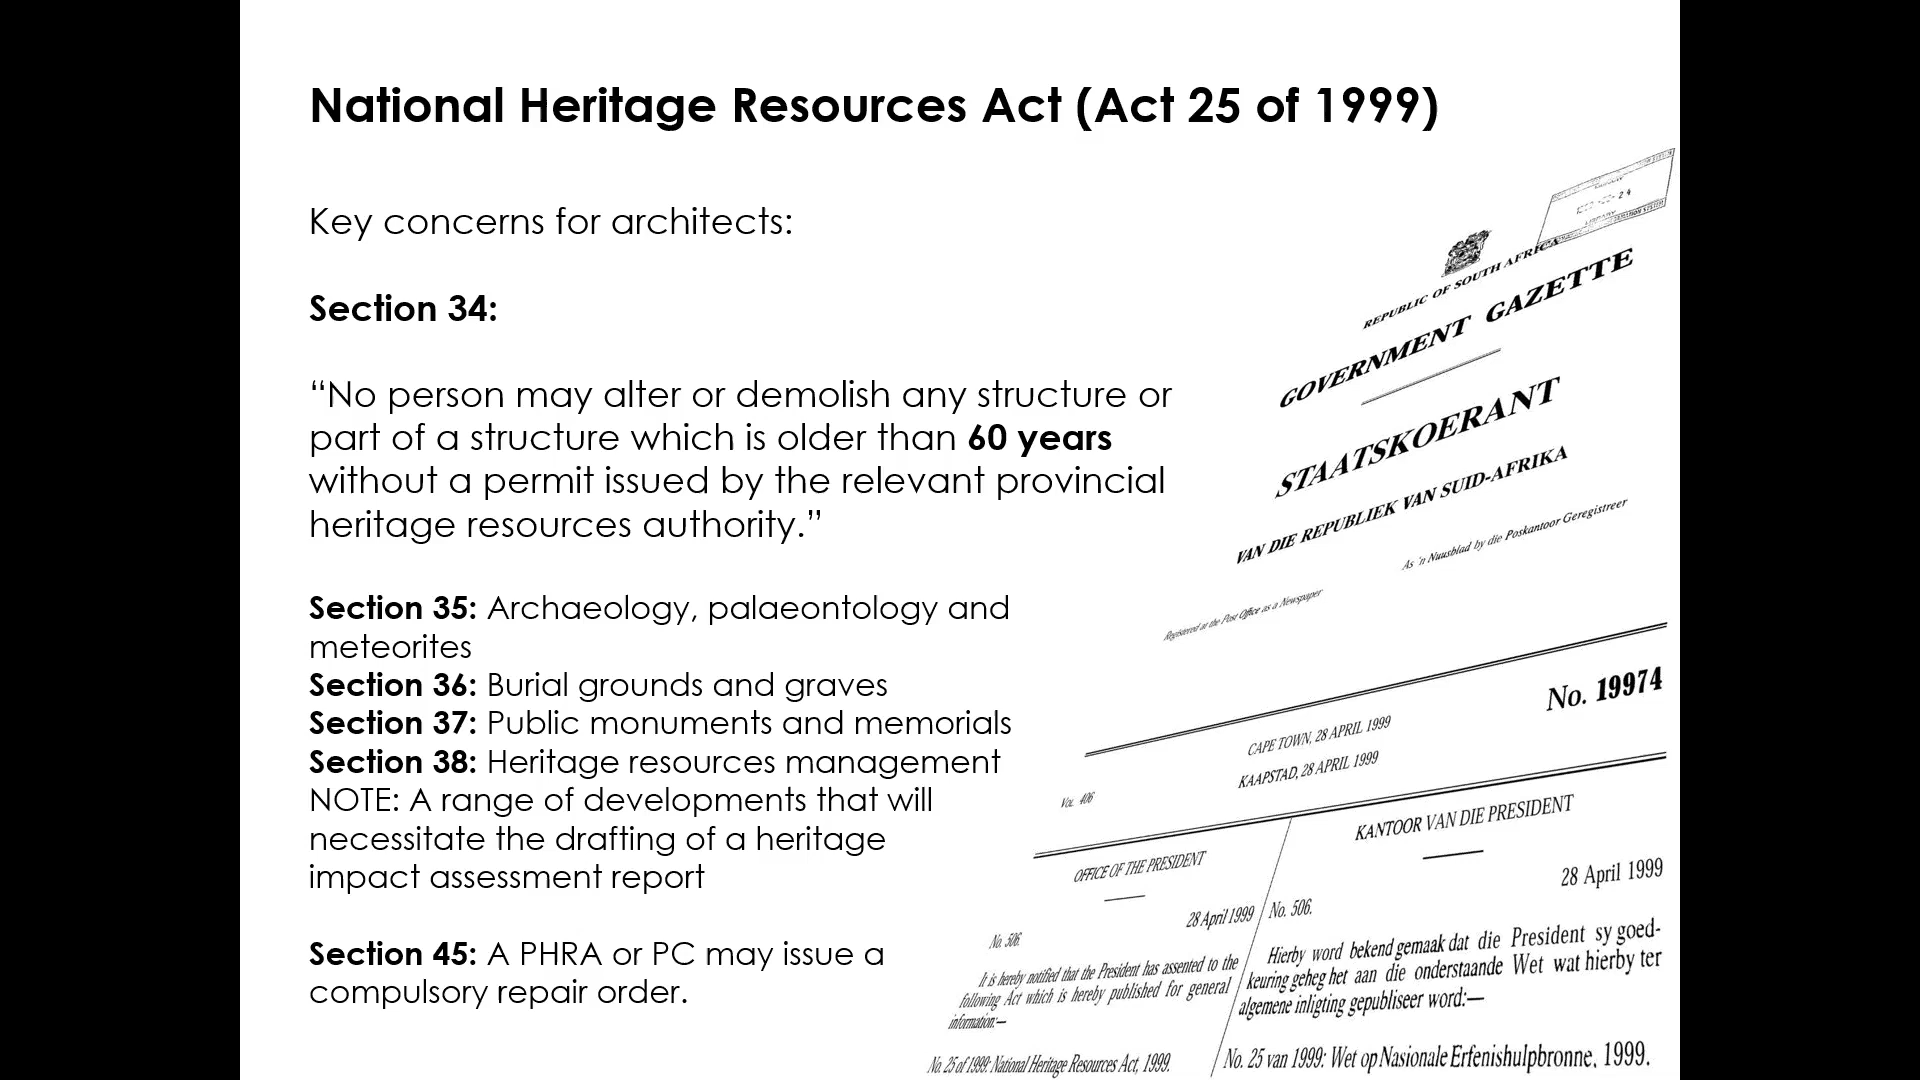 National Heritage Resources Act (Act 25 of 1999)
Key concerns for architects:
Section 34:
“No person may alter or demolish any structure or
part of a structure which is older than 60 years
without a permit issued by the relevant provincial
heritage resources authority.”
Section 35: Archaeology, palaeontology and
meteorites
Section 36: Burial grounds and graves
Section 37: Public monuments and memorials
Section 38: Heritage resources management
NOTE: A range of developments that will
necessitate the drafting of a heritage
impact assessment report
Section 45: A PHRA or PC may issue a
compulsory repair order.
REPUBLIC OF SOUTH AFRICA
GOVERNMENT GAZETTE
STAATSKOERANT
VAN DIE REPUBLIEK VAN SUID-AFRIKA
Registered at the Post Office as a Newspaper
As 'n Nuusblad by die Poskantoor Geregistreer
Vol. 406
CAPE TOWN, 28 APRIL 1999
KAAPSTAD, 28 APRIL 1999
No. 19974
OFFICE OF THE PRESIDENT
No. 506.
28 April 1999
It is hereby notified that the President has assented to the
following Act which is hereby published for general
information:—
No. 25 of 1999: National Heritage Resources Act, 1999.
KANTOOR VAN DIE PRESIDENT
No. 506.
28 April 1999
Hierby word bekend gemaak dat die President sy goed-
keuring geheg het aan die onderstaande Wet wat hierby ter
algemene inligting gepubliseer word:—
No. 25 van 1999: Wet op Nasionale Erfenishulpbronne, 1999.